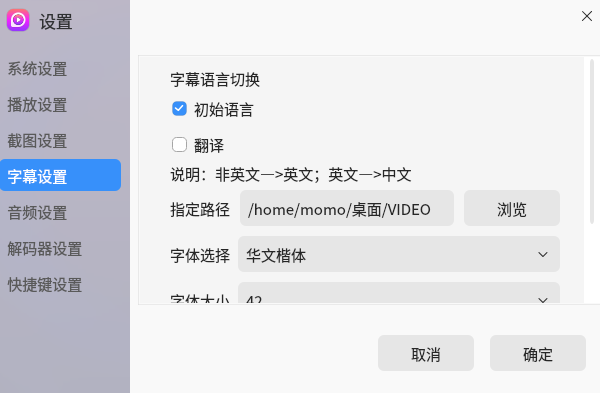 设置
系统设置
播放设置
截图设置
字幕设置
音频设置
解码器设置
快捷键设置
字幕语言切换
初始语言
翻译
说明：非英文—>英文；英文—>中文
指定路径 /home/momo/桌面/VIDEO 浏览
字体选择 华文楷体
字体大小 42
取消 确定